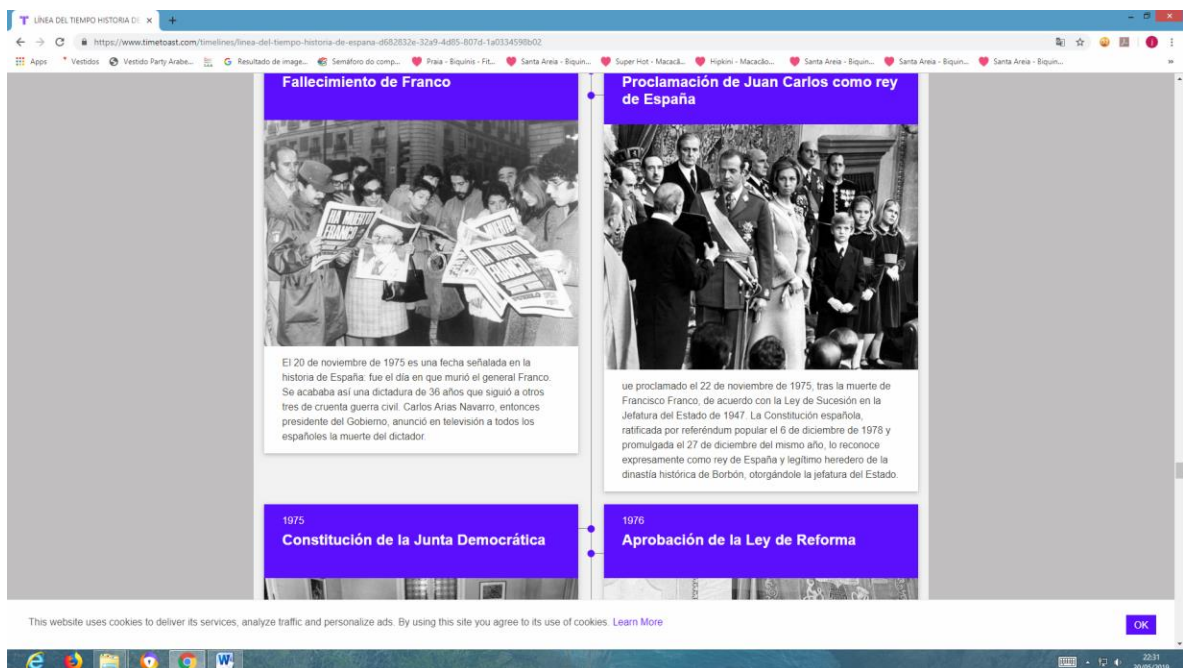 LÍNEA DEL TIEMPO HISTORIA DE
https://www.timetoast.com/timelines/linea-del-tiempo-historia-de-espana-d682832e-32a9-4d85-807d-1a0334598b02
Apps Vestidos Vestido Party Arabe... Resultado de image... Semáforo do comp... Praia - Biquínis - Fit... Santa Areia - Biquin... Super Hot - Macacã... Hipkini - Macacão... Santa Areia - Biquin... Santa Areia - Biquin... Santa Areia - Biquin...
Fallecimiento de Franco
HA MUERTO
FRANCO
HA MUERTO
FRANCO
PUEBLO
El 20 de noviembre de 1975 es una fecha señalada en la
historia de España: fue el día en que murió el general Franco.
Se acababa así una dictadura de 36 años que siguió a otros
tres de cruenta guerra civil. Carlos Arias Navarro, entonces
presidente del Gobierno, anunció en televisión a todos los
españoles la muerte del dictador.
Proclamación de Juan Carlos como rey
de España
ue proclamado el 22 de noviembre de 1975, tras la muerte de
Francisco Franco, de acuerdo con la Ley de Sucesión en la
Jefatura del Estado de 1947. La Constitución española,
ratificada por referéndum popular el 6 de diciembre de 1978 y
promulgada el 27 de diciembre del mismo año, lo reconoce
expresamente como rey de España y legítimo heredero de la
dinastía histórica de Borbón, otorgándole la jefatura del Estado.
1975
Constitución de la Junta Democrática
1976
Aprobación de la Ley de Reforma
This website uses cookies to deliver its services, analyze traffic and personalize ads. By using this site you agree to its use of cookies. Learn More
OK
22:31
20/05/2019